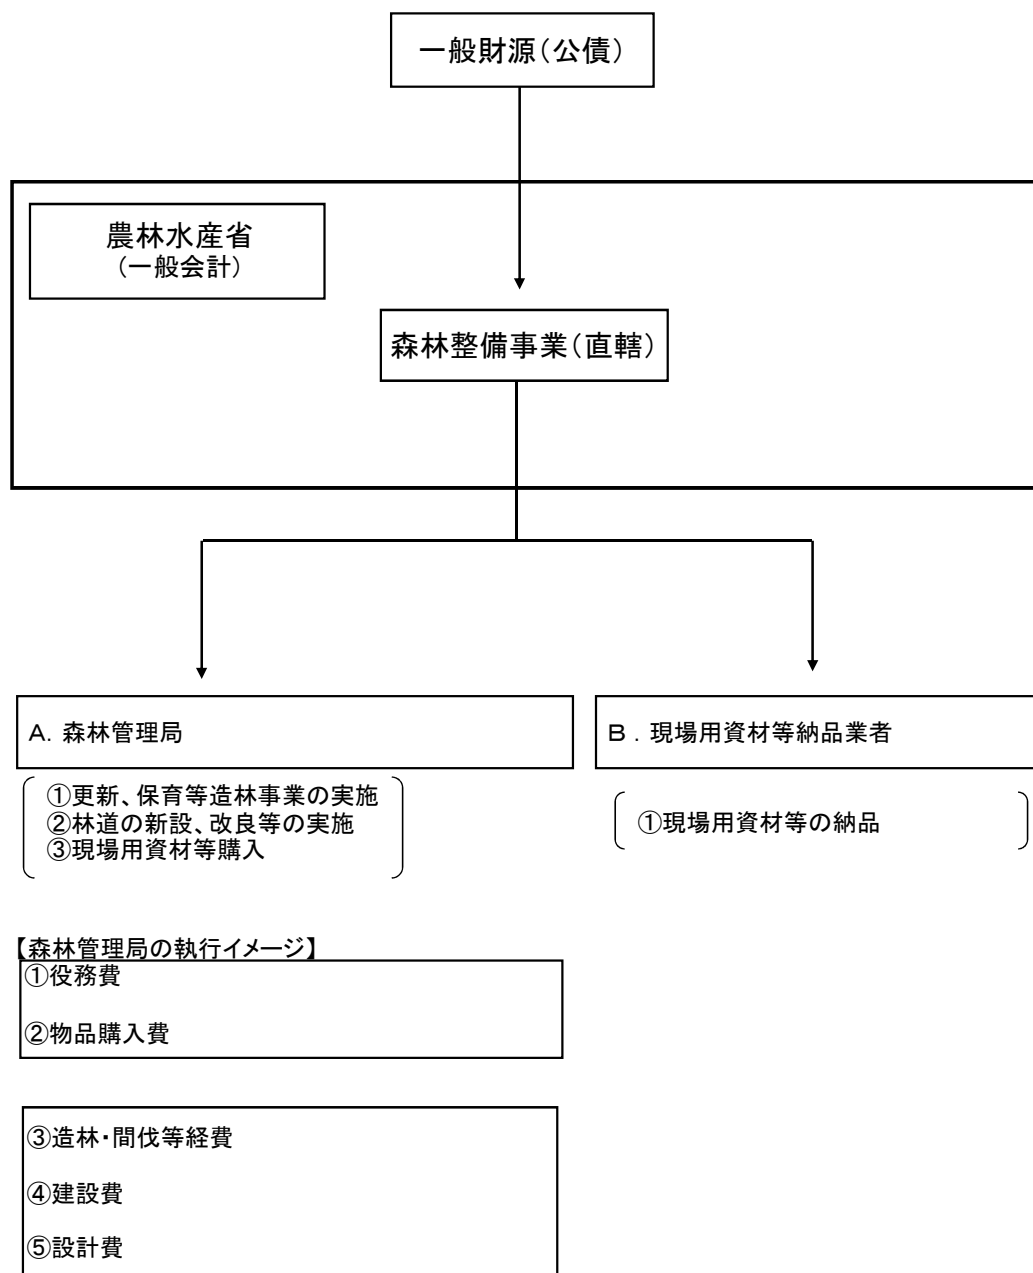 一般財源(公債)
農林水産省
(一般会計)
森林整備事業(直轄)
A. 森林管理局
B. 現場用資材等納品業者
①更新、保育等造林事業の実施
②林道の新設、改良等の実施
③現場用資材等購入
①現場用資材等の納品
【森林管理局の執行イメージ】
①役務費
②物品購入費
③造林・間伐等経費
④建設費
⑤設計費